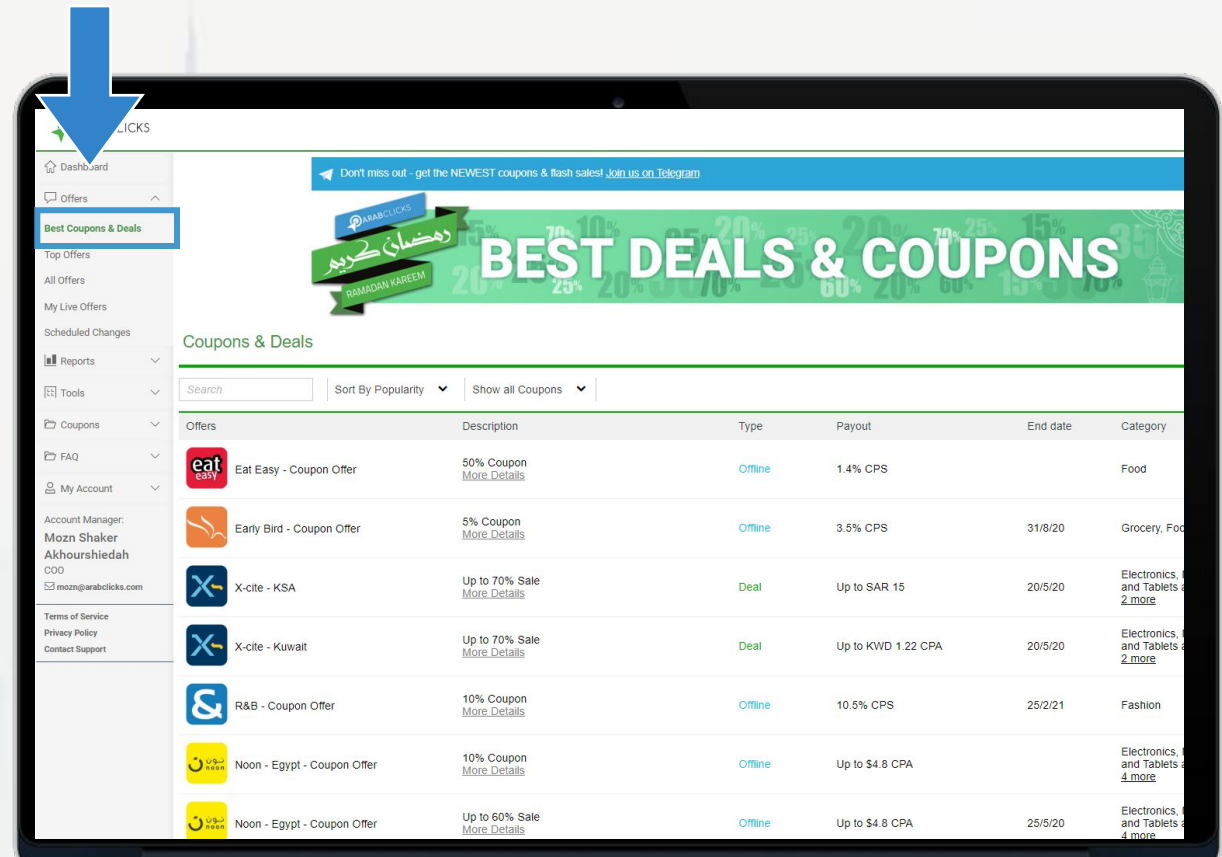 CKS
Dashboard
Offers
Best Coupons & Deals
Top Offers
All Offers
My Live Offers
Scheduled Changes
Reports
Tools
Coupons
FAQ
My Account
Account Manager:
Mozn Shaker
Akhourshiedah
COO
mozn@arabclicks.com
Terms of Service
Privacy Policy
Contact Support
Don't miss out - get the NEWEST coupons & flash sales! Join us on Telegram
ARABCLICKS
رمضان كريم
RAMADAN KAREEM
BEST DEALS & COUPONS
Coupons & Deals
Search Sort By Popularity Show all Coupons
Offers Description Type Payout End date Category
eat
easy
Eat Easy - Coupon Offer 50% Coupon Offline 1.4% CPS Food
More Details
Early Bird - Coupon Offer 5% Coupon Offline 3.5% CPS 31/8/20 Grocery,
More Details
X-cite - KSA Up to 70% Sale Deal Up to SAR 15 20/5/20 Electronics,
More Details and Tablets
2 more
X-cite - Kuwait Up to 70% Sale Deal Up to KWD 1.22 CPA 20/5/20 Electronics,
More Details and Tablets
2 more
&
R&B - Coupon Offer 10% Coupon Offline 10.5% CPS 25/2/21 Fashion
More Details
نون
noon
Noon - Egypt - Coupon Offer 10% Coupon Offline Up to $4.8 CPA Electronics,
More Details and Tablets
4 more
نون
noon
Noon - Egypt - Coupon Offer Up to 60% Sale Offline Up to $4.8 CPA 25/5/20 Electronics,
More Details and Tablets
4 more